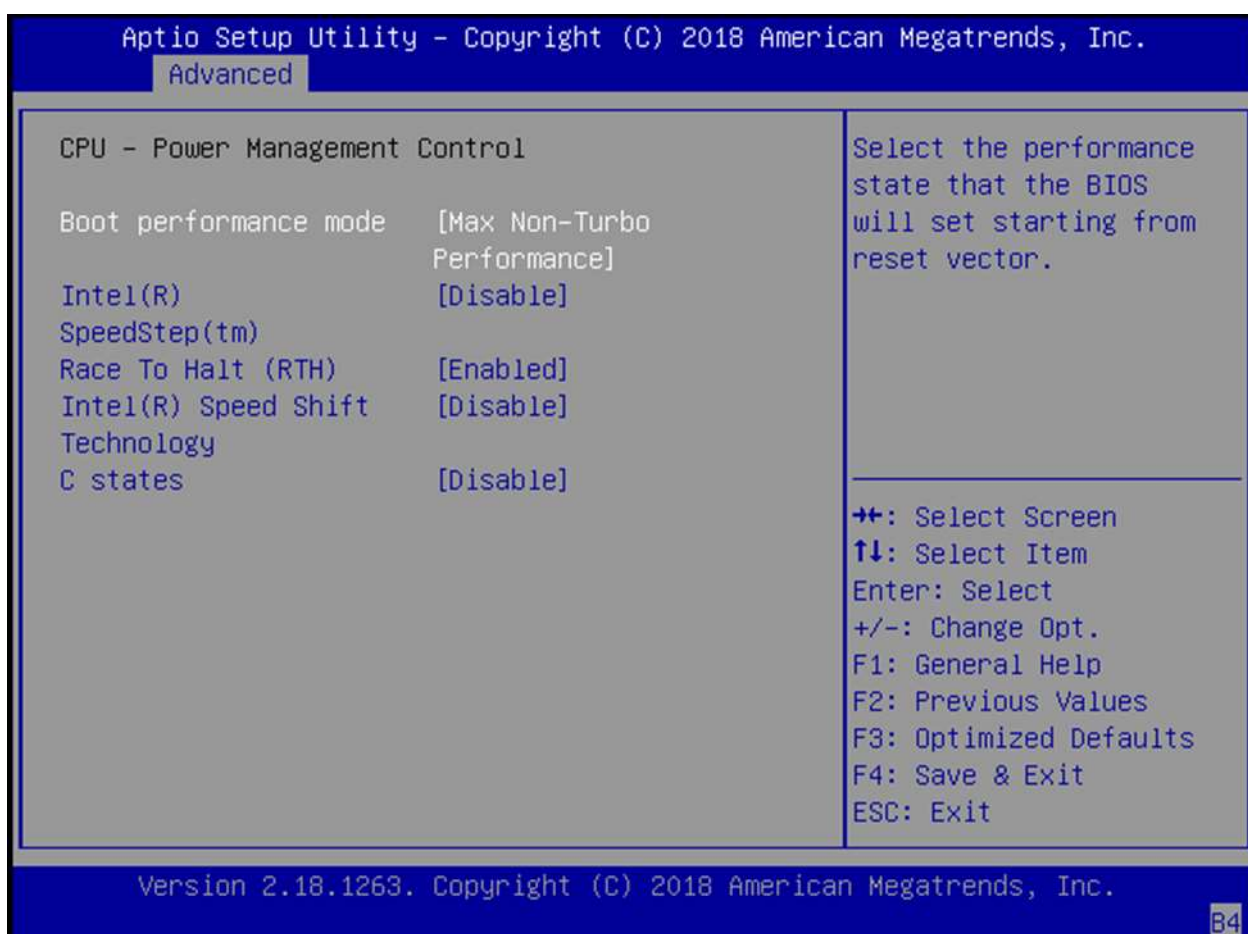 Aptio Setup Utility – Copyright (C) 2018 American Megatrends, Inc.
Advanced
CPU – Power Management Control
Boot performance mode [Max Non-Turbo
Performance]
Intel(R) [Disable]
SpeedStep(tm)
Race To Halt (RTH) [Enabled]
Intel(R) Speed Shift [Disable]
Technology
C states [Disable]
Select the performance
state that the BIOS
will set starting from
reset vector.
→←: Select Screen
↑↓: Select Item
Enter: Select
+/-: Change Opt.
F1: General Help
F2: Previous Values
F3: Optimized Defaults
F4: Save & Exit
ESC: Exit
Version 2.18.1263. Copyright (C) 2018 American Megatrends, Inc.
B4